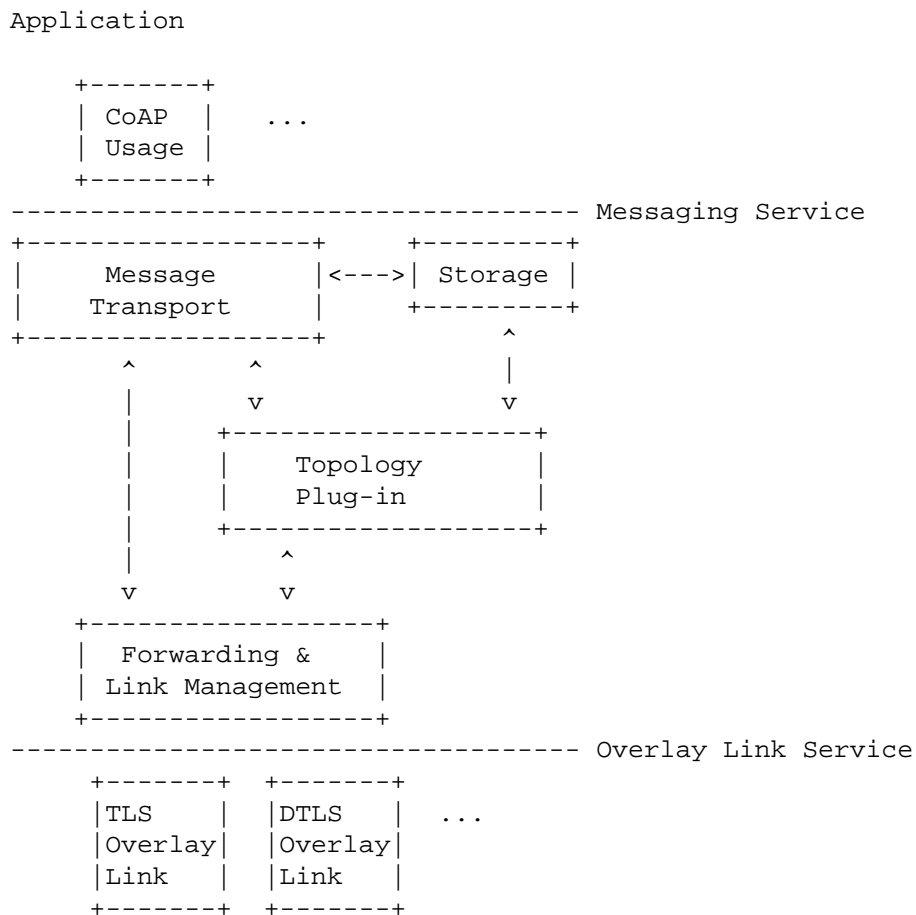 Application
CoAP ...
Usage
Messaging Service
Message <---> Storage
Transport
Topology
Plug-in
Forwarding &
Link Management
Overlay Link Service
TLS DTLS ...
Overlay Overlay
Link Link